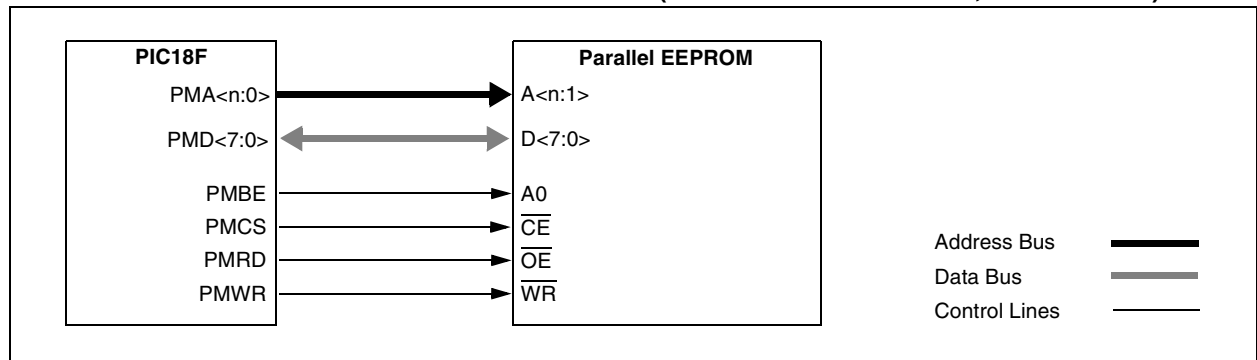 PIC18F
PMA<n:0>
PMD<7:0>
PMBE
PMCS
PMRD
PMWR
Parallel EEPROM
A<n:1>
D<7:0>
A0
CE
OE
WR
Address Bus
Data Bus
Control Lines